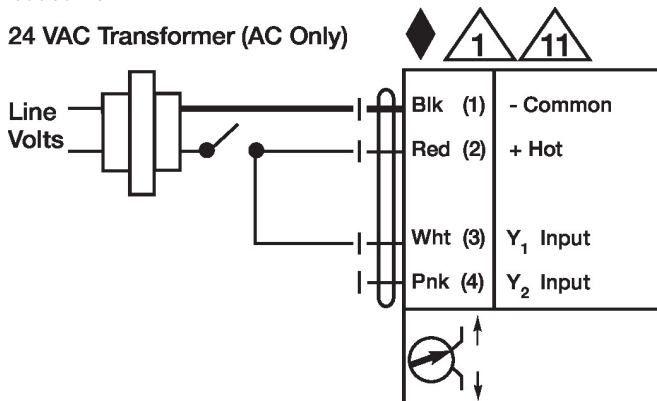 24 VAC Transformer (AC Only)
1
11
Line
Volts
Blk (1) - Common
Red (2) + Hot
Wht (3) Y1 Input
Pnk (4) Y2 Input